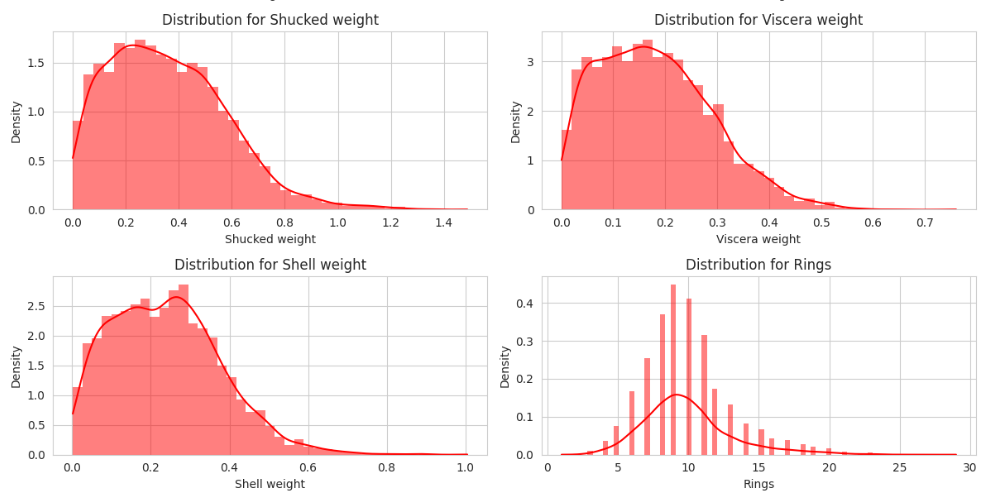 Distribution for Shucked weight
Density
0.0
0.5
1.0
1.5
0.0 0.2 0.4 0.6 0.8 1.0 1.2 1.4
Shucked weight
Distribution for Viscera weight
Density
0
1
2
3
0.0 0.1 0.2 0.3 0.4 0.5 0.6 0.7
Viscera weight
Distribution for Shell weight
Density
0.0
0.5
1.0
1.5
2.0
2.5
0.0 0.2 0.4 0.6 0.8 1.0
Shell weight
Distribution for Rings
Density
0.0
0.1
0.2
0.3
0.4
0 5 10 15 20 25 30
Rings